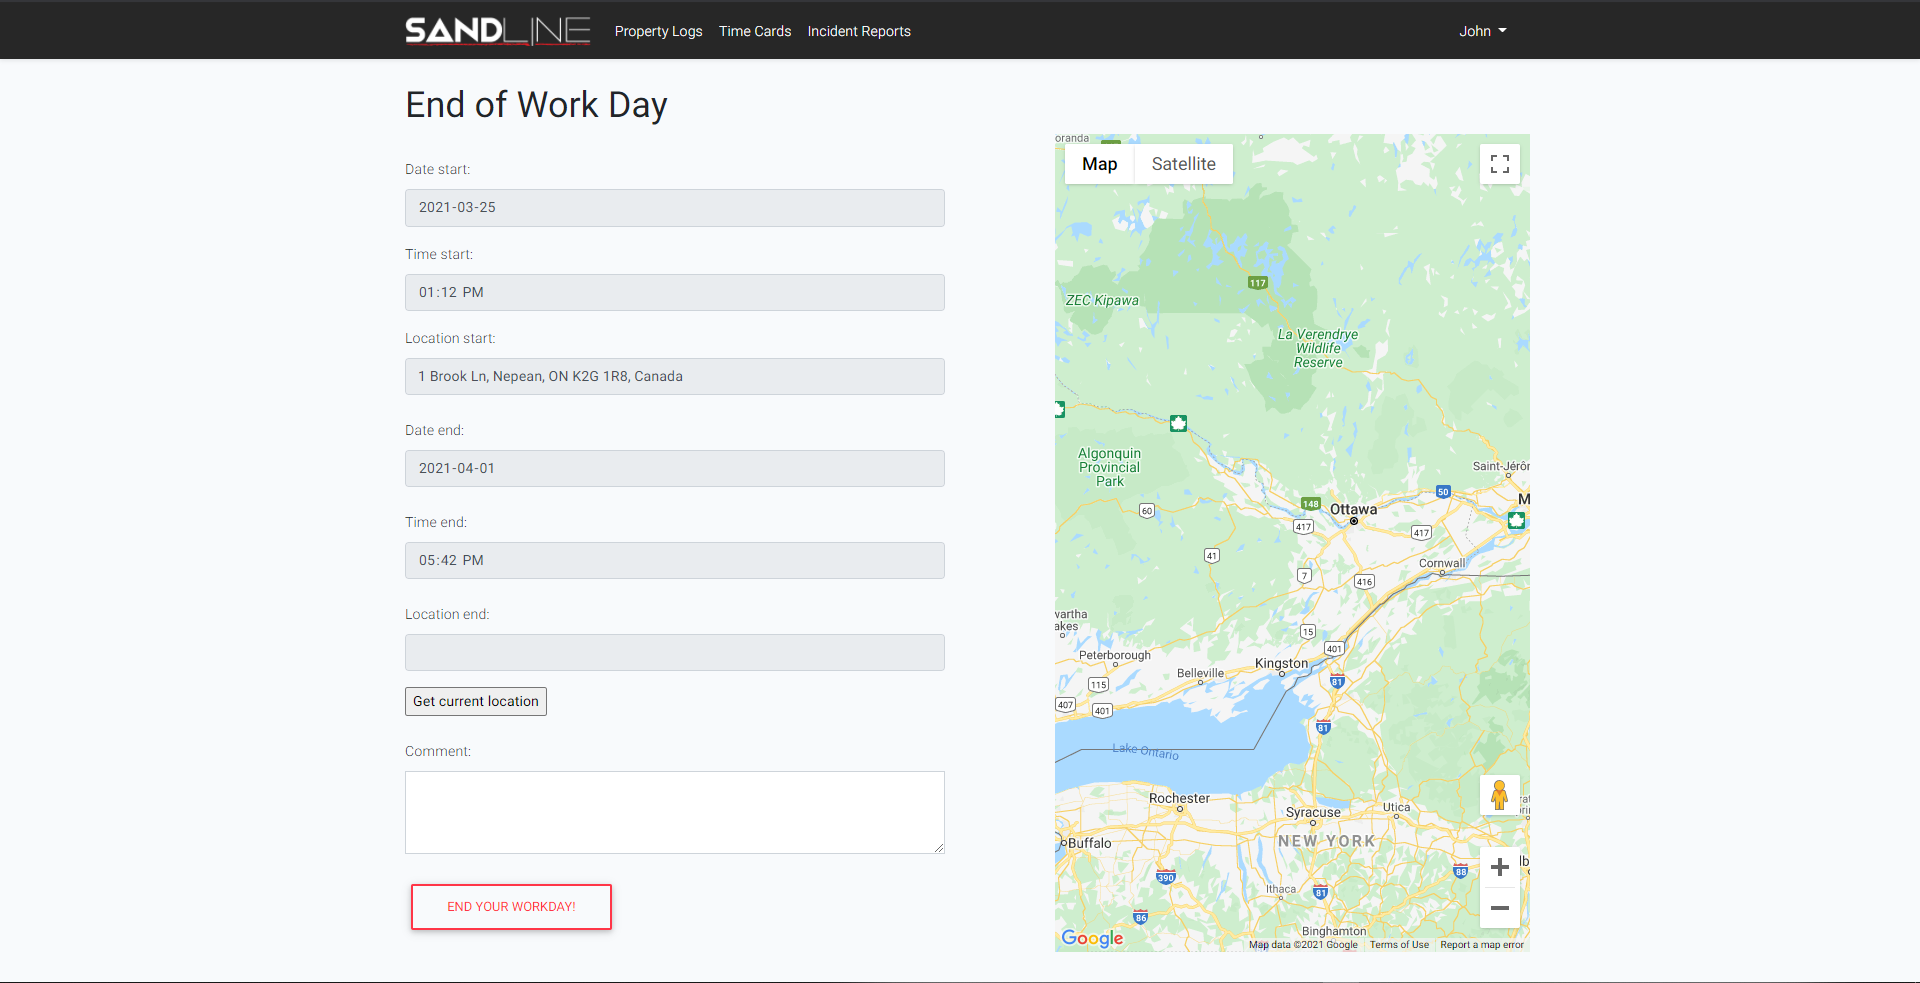 SANDLINE
Property Logs
Time Cards
Incident Reports
John
End of Work Day
Date start:
2021-03-25
Time start:
01:12 PM
Location start:
1 Brook Ln, Nepean, ON K2G 1R8, Canada
Date end:
2021-04-01
Time end:
05:42 PM
Location end:
Get current location
Comment:
END YOUR WORKDAY!
oranda
Map
Satellite
117
ZEC Kipawa
La Verendrye
Wildlife
Reserve
Algonquin
Provincial
Park
Saint-Jérôr
50
M
148
Ottawa
60
417
417
41
Cornwall
7
416
wartha
akes
15
401
Peterborough
Kingston
Belleville
81
115
407
401
81
Lake Ontario
Rochester
Utica
Syracuse
NEW YORK
Buffalo
88
390
Ithaca
81
86
Binghamton
Google
Map data ©2021 Google
Terms of Use
Report a map error